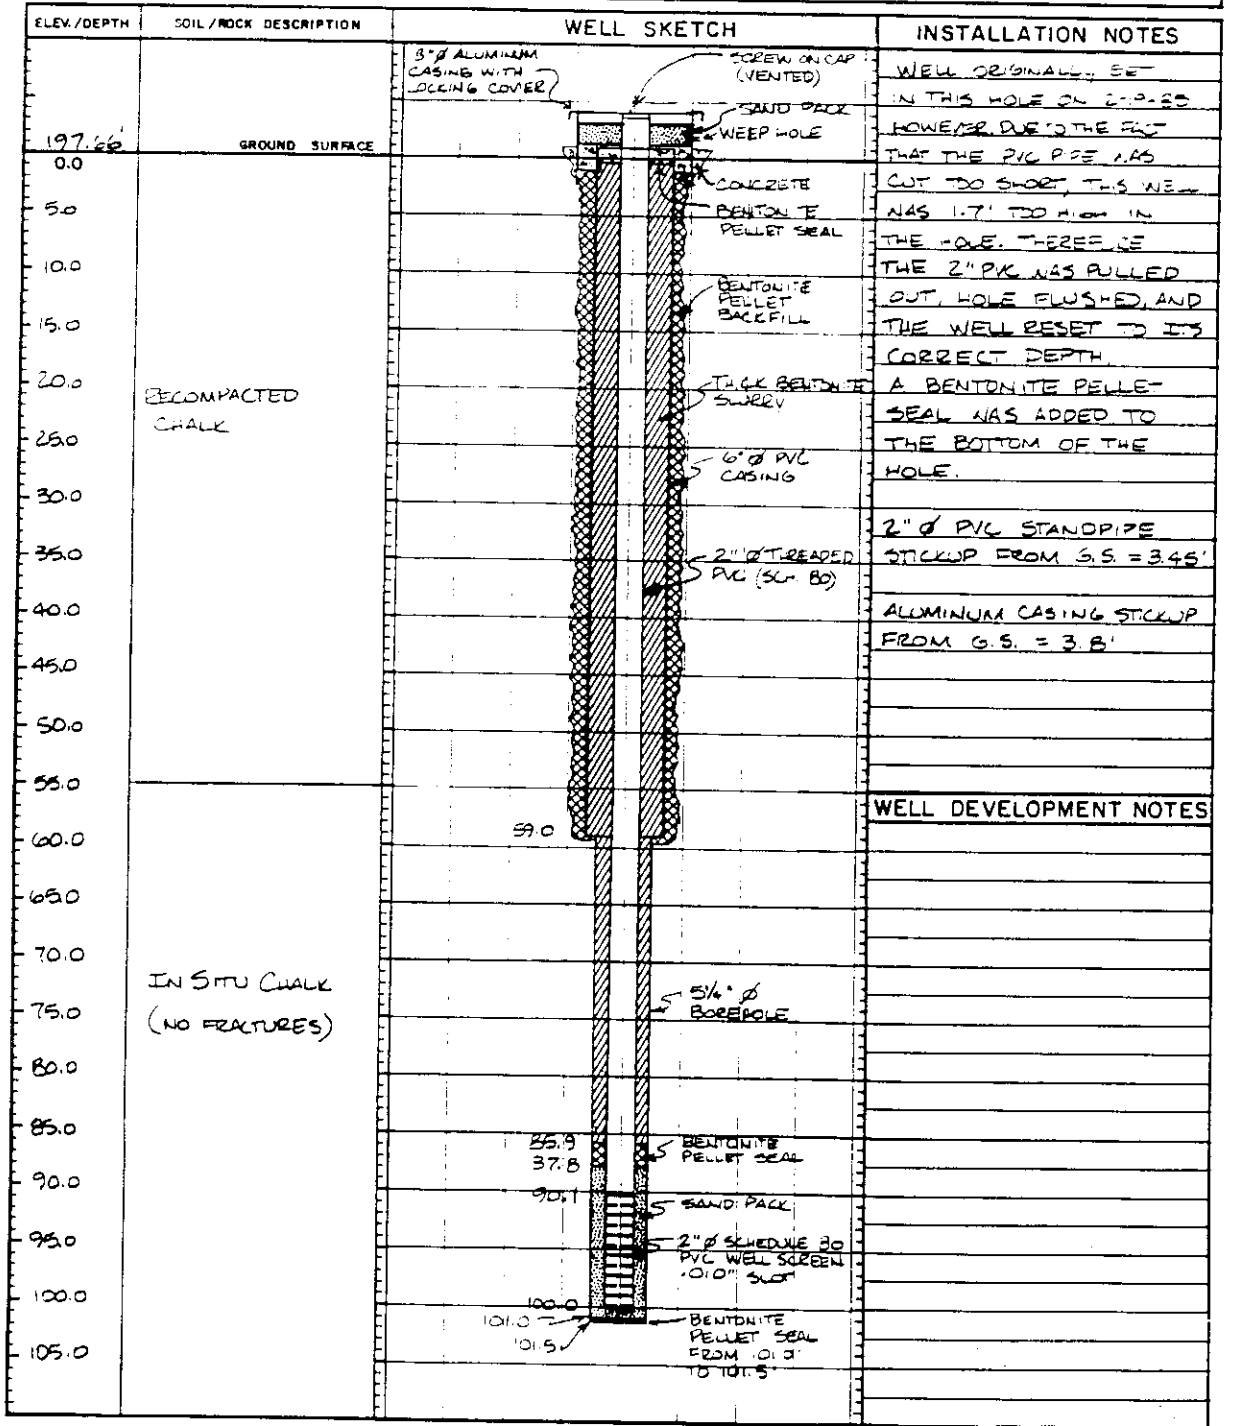 ELEV./DEPTH
SOIL/ROCK DESCRIPTION
WELL SKETCH
INSTALLATION NOTES
197.66'
GROUND SURFACE
0.0
5.0
10.0
15.0
20.0
25.0
30.0
35.0
40.0
45.0
50.0
55.0
60.0
65.0
70.0
75.0
80.0
85.0
90.0
95.0
100.0
105.0
RECOMPACTED
CHALK
IN SITU CHALK
(NO FRACTURES)
ALUMINUM
CASING WITH
LOCKING COVER
SCREW ON CAP
(VENTED)
SAND PACK
WEEP HOLE
CONCRETE
BENTONITE
PELLET SEAL
BENTONITE
PELLET
BACKFILL
THICK BENTONITE
SLURRY
6" Ø PVC
CASING
2" Ø THREADED
PVC (SCH 80)
59.0
5 1/4" Ø
BOREHOLE
85.9
87.8
90.1
BENTONITE
PELLET SEAL
SAND PACK
2" Ø SCHEDULE 80
PVC WELL SCREEN
.010" SLOT
100.0
101.0
101.5
BENTONITE
PELLET SEAL
FROM 101.0'
TO 101.5'
WELL ORIGINALLY SET
IN THIS HOLE ON
HOWEVER DUE TO THE FACT
THAT THE PVC PIPE WAS
CUT TOO SHORT, THIS WELL
WAS 1.7' TOO HIGH IN
THE HOLE. THEREFORE
THE 2" PVC WAS PULLED
OUT, HOLE FLUSHED, AND
THE WELL RESET TO ITS
CORRECT DEPTH.
A BENTONITE PELLET
SEAL WAS ADDED TO
THE BOTTOM OF THE
HOLE.
2" Ø PVC STANDPIPE
STICKUP FROM G.S. = 3.45'
ALUMINUM CASING STICKUP
FROM G.S. = 3.8'
WELL DEVELOPMENT NOTES